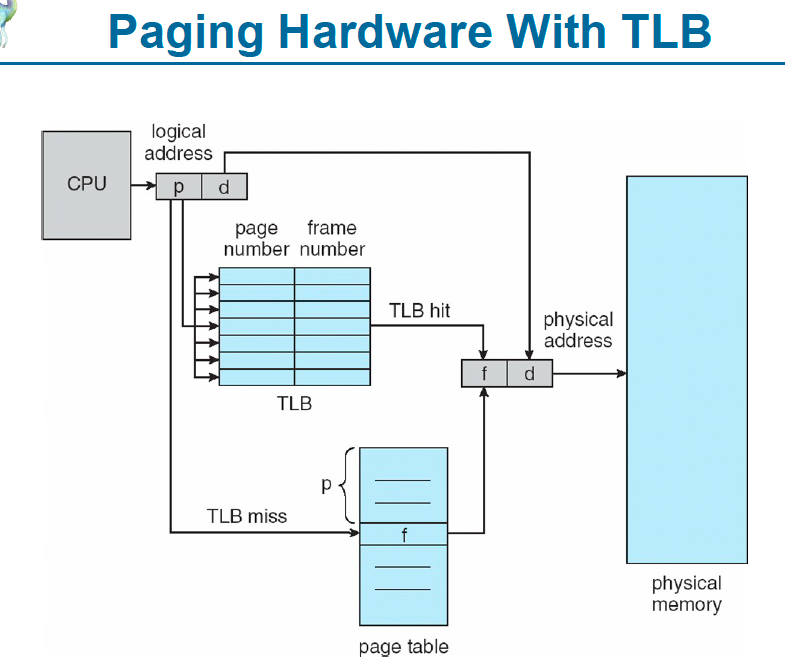 Paging Hardware With TLB
logical
address
CPU
p d
page frame
number number
TLB hit
physical
address
f d
TLB
p
TLB miss
f
physical
memory
page table